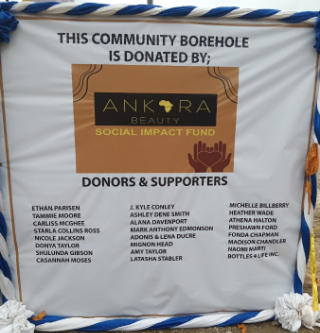 THIS COMMUNITY BOREHOLE
IS DONATED BY;
ANKARA
BEAUTY
SOCIAL IMPACT FUND
DONORS & SUPPORTERS
ETHAN PARISEN
TAMMIE MOORE
CARLISS MCGHEE
STARLA COLLINS ROSS
NICOLE JACKSON
DONYA TAYLOR
SHULUNDA GIBSON
CASANNAH MOSES
J. KYLE CONLEY
ASHLEY DENE SMITH
ALANA DAVENPORT
MARK ANTHONY EDMONSON
ADONIS & LENA DUCRE
MIGNON HEAD
AMY TAYLOR
LATASHA STABLER
MICHELLE BILLBERRY
HEATHER WADE
ATHENA HALTON
PRESHAWN FORD
FONDA CHAPMAN
MADISON CHANDLER
NAOMI
BOTTLES 4 LIFE INC.